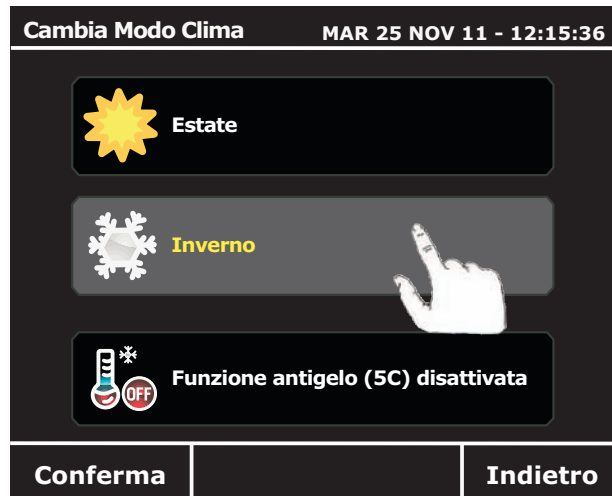 Cambia Modo Clima MAR 25 NOV 11 - 12:15:36
Estate
Inverno
OFF
Funzione antigelo (5C) disattivata
Conferma Indietro